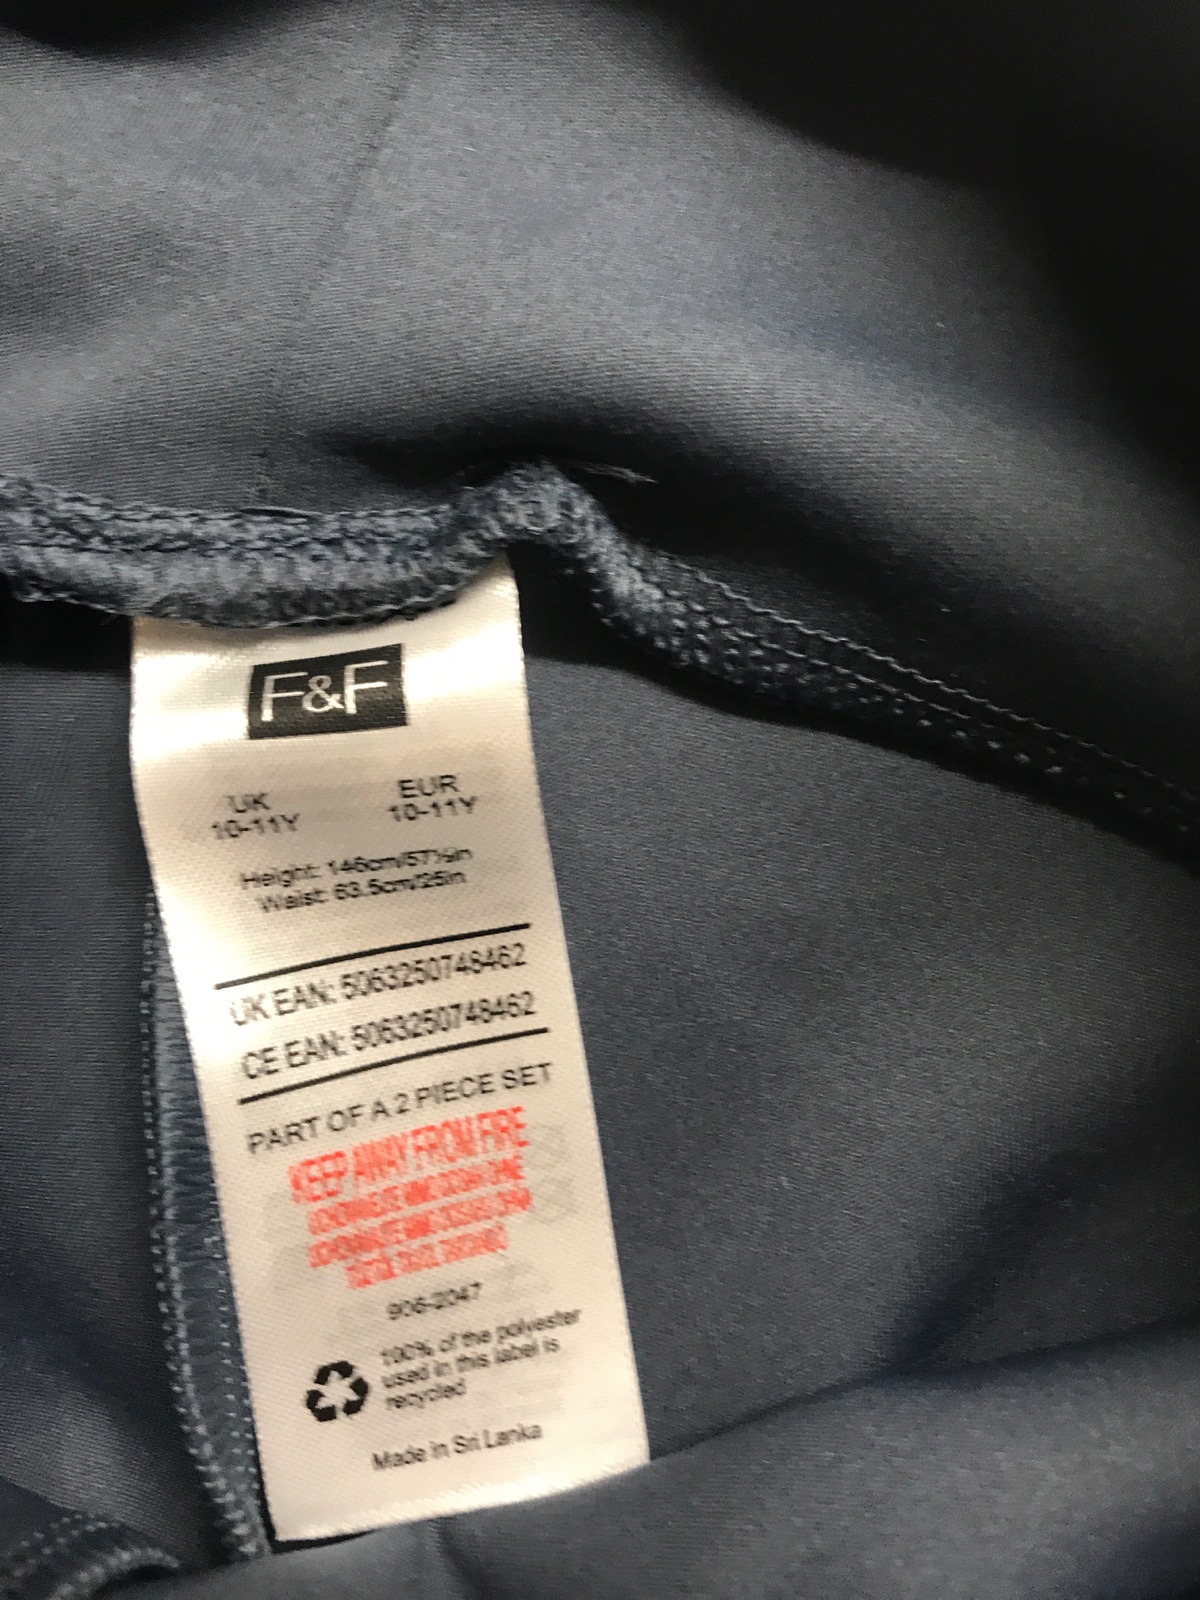 F&F
UK EUR
10-11Y 10-11Y
Height: 146cm/57½in
Waist: 63.5cm/25in
UK EAN: 5063250748462
CE EAN: 5063250748462
PART OF A 2 PIECE SET
KEEP AWAY FROM FIRE
906-2047
100% of the polyester
used in this label is
recycled
Made in Sri Lanka